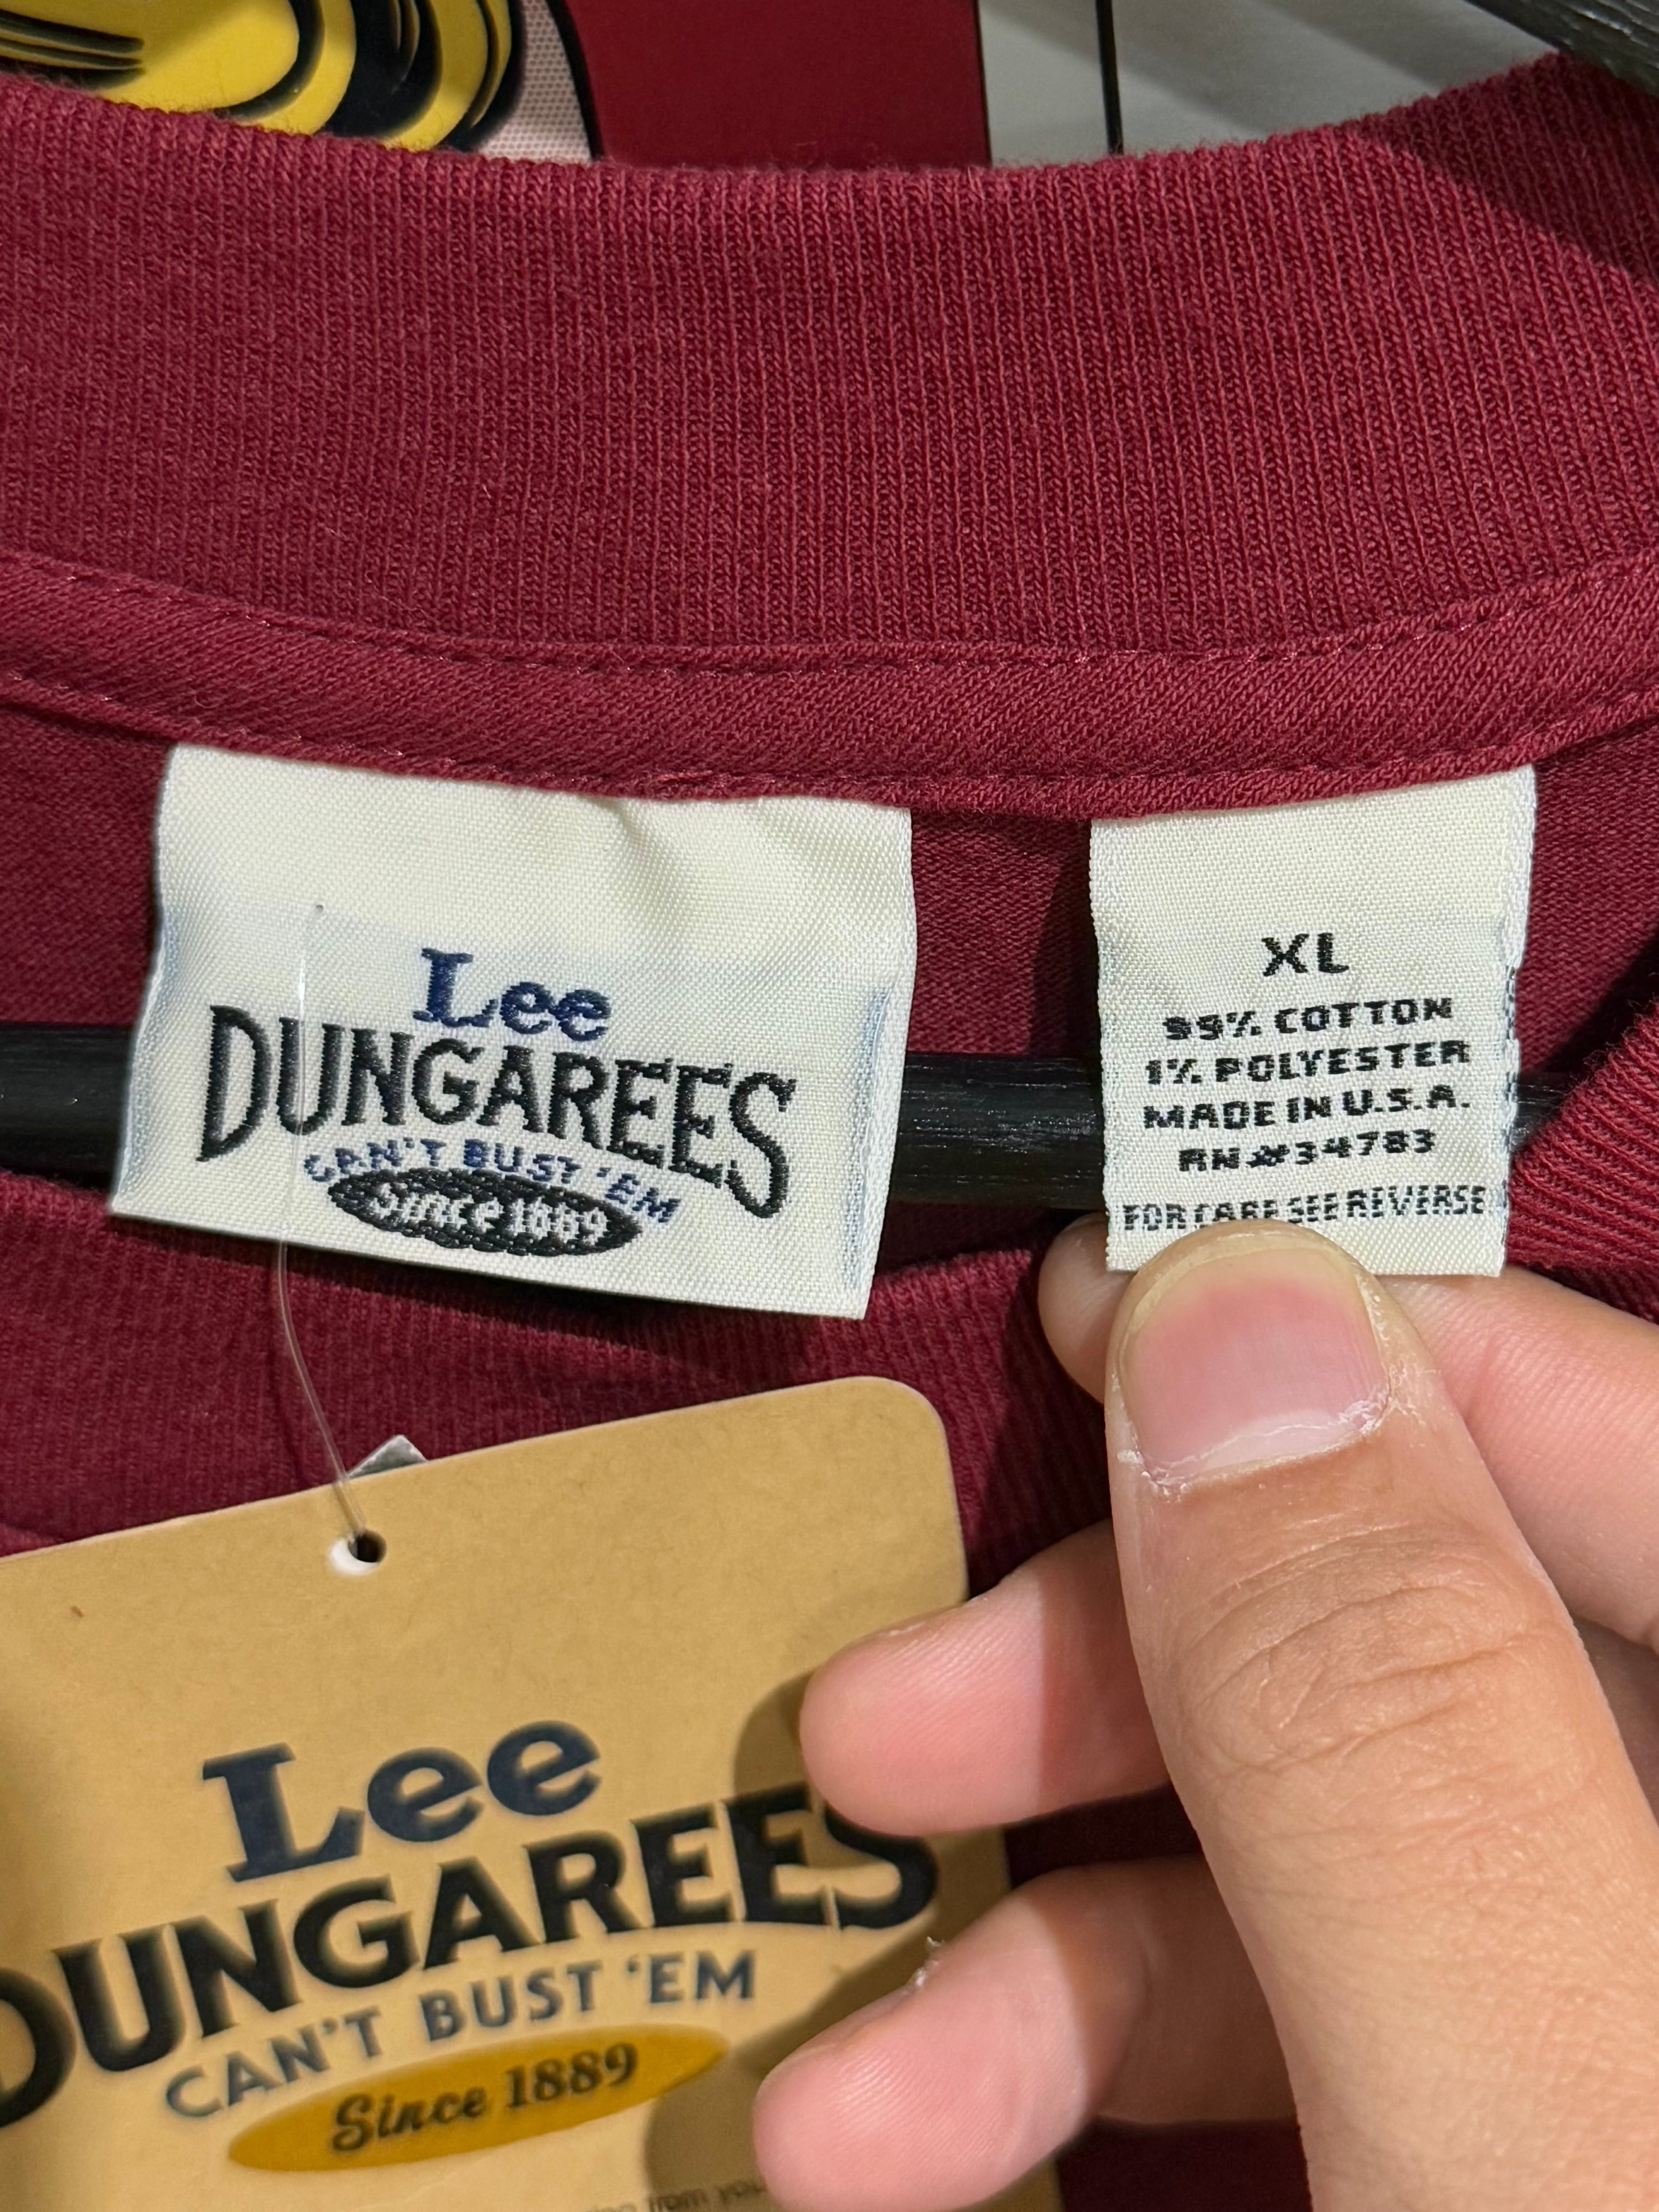 Lee
DUNGAREES
CAN'T BUST 'EM
Since 1889
XL
99% COTTON
1% POLYESTER
MADE IN U.S.A.
RN#34783
FOR CARE SEE REVERSE
Lee
DUNGAREES
CAN'T BUST 'EM
Since 1889
from